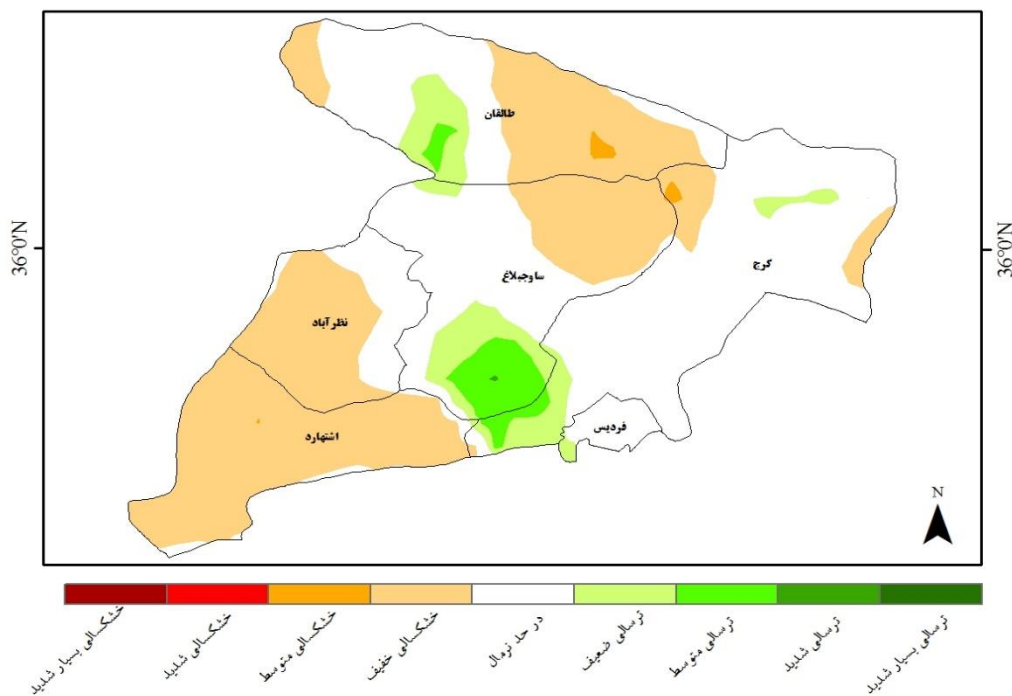 طالقان
36°0'N
36°0'N
کرج
ساوجبلاغ
نظرآباد
اشتهارد
فردیس
N
خشکسالی بسیار شدید
خشکسالی شدید
خشکسالی متوسط
خشکسالی خفیف
در حد نرمال
ترسالی ضعیف
ترسالی متوسط
ترسالی شدید
ترسالی بسیار شدید